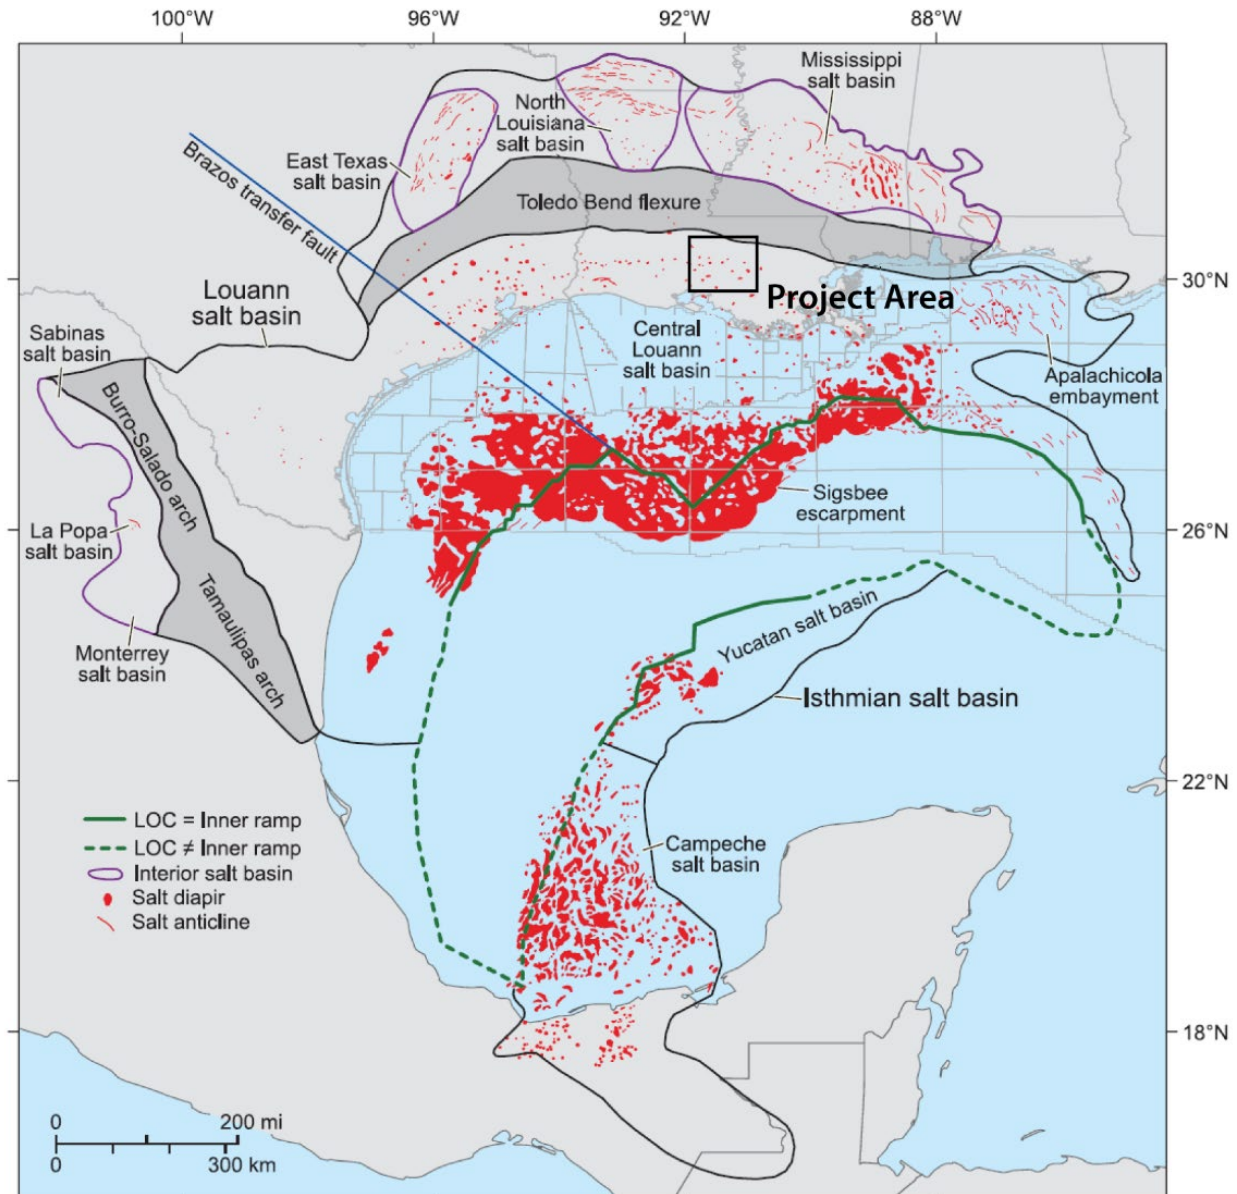 100°W
96°W
92°W
88°W
Mississippi
salt basin
North
Louisiana
salt basin
East Texas
salt basin
Brazos transfer fault
Toledo Bend flexure
30°N
Project Area
Louann
salt basin
Sabinas
salt basin
Central
Louann
salt basin
Apalachicola
embayment
Burro-Salado arch
Sigsbee
escarpment
La Popa
salt basin
26°N
Tamaulipas arch
Yucatan salt basin
Monterrey
salt basin
Isthmian salt basin
22°N
LOC = Inner ramp
LOC ≠ Inner ramp
Interior salt basin
Salt diapir
Salt anticline
Campeche
salt basin
18°N
0 200 mi
0 300 km